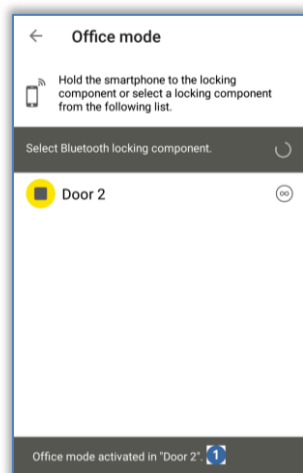 Office mode
Hold the smartphone to the locking
component or select a locking component
from the following list.
Select Bluetooth locking component.
Door 2
Office mode activated in "Door 2". 1